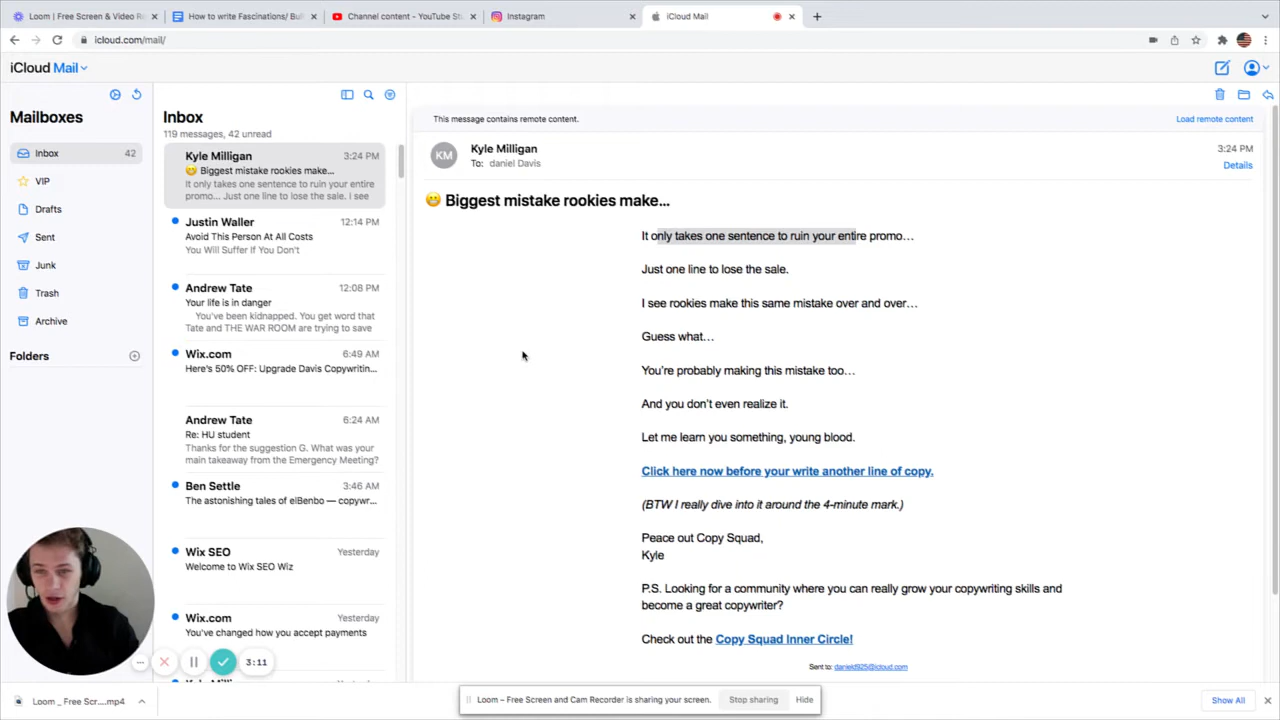 Loom | Free Screen & Video Re
How to write Fascinations/ Bul
Channel content - YouTube St
Instagram
iCloud Mail
icloud.com/mail/
iCloud Mail
Mailboxes
Inbox 42
VIP
Drafts
Sent
Junk
Trash
Archive
Folders
Inbox
119 messages, 42 unread
Kyle Milligan 3:24 PM
😬 Biggest mistake rookies make...
It only takes one sentence to ruin your entire
promo... Just one line to lose the sale. I see
Justin Waller 12:14 PM
Avoid This Person At All Costs
You Will Suffer If You Don't
Andrew Tate 12:08 PM
Your life is in danger
You've been kidnapped. You get word that
Tate and THE WAR ROOM are trying to save
Wix.com 6:49 AM
Here's 50% OFF: Upgrade Davis Copywritin...
Andrew Tate 6:24 AM
Re: HU student
Thanks for the suggestion G. What was your
main takeaway from the Emergency Meeting?
Ben Settle 3:46 AM
The astonishing tales of elBenbo — copywr...
Wix SEO Yesterday
Welcome to Wix SEO Wiz
Wix.com Yesterday
You've changed how you accept payments
This message contains remote content.
Load remote content
KM
Kyle Milligan
To: daniel Davis
3:24 PM
Details
😬 Biggest mistake rookies make...
It only takes one sentence to ruin your entire promo…
Just one line to lose the sale.
I see rookies make this same mistake over and over…
Guess what…
You're probably making this mistake too…
And you don't even realize it.
Let me learn you something, young blood.
Click here now before your write another line of copy.
(BTW I really dive into it around the 4-minute mark.)
Peace out Copy Squad,
Kyle
P.S. Looking for a community where you can really grow your copywriting skills and
become a great copywriter?
Check out the Copy Squad Inner Circle!
Sent to: danield925@icloud.com
3:11
Loom _ Free Scr....mp4
Loom – Free Screen and Cam Recorder is sharing your screen.
Stop sharing
Hide
Show All